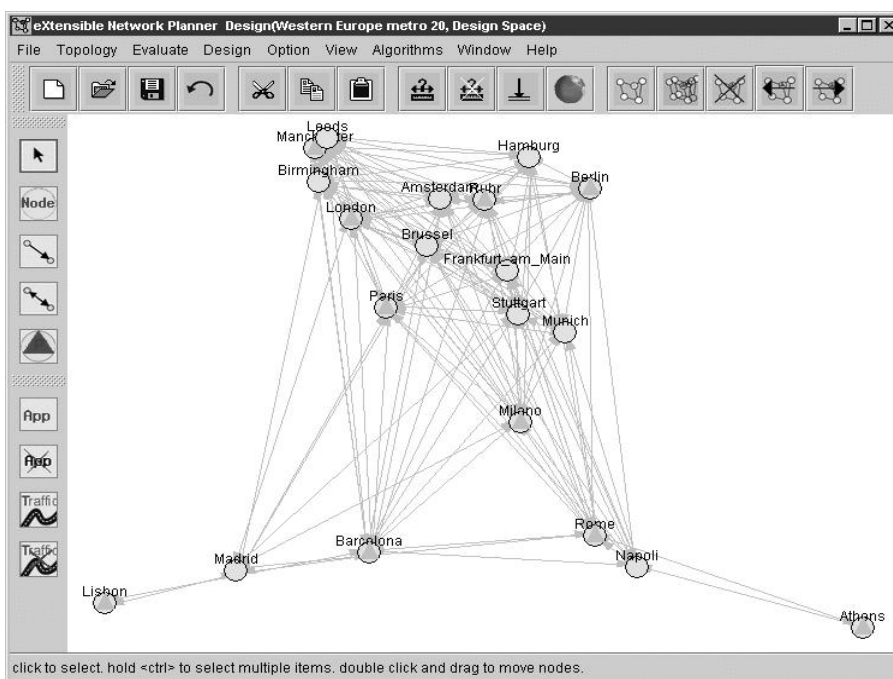 eXtensible Network Planner Design(Western Europe metro 20, Design Space)
File Topology Evaluate Design Option View Algorithms Window Help
Leeds
Hamburg
Birmingham
Berlin
Node
Amsterdam
Ruhr
London
Brussel
Frankfurt_am_Main
Paris
Stuttgart
Munich
App
Milano
App
Traffic
Rome
Barcelona
Traffic
Madrid
Napoli
Lisbon
Athens
click to select. hold <ctrl> to select multiple items. double click and drag to move nodes.